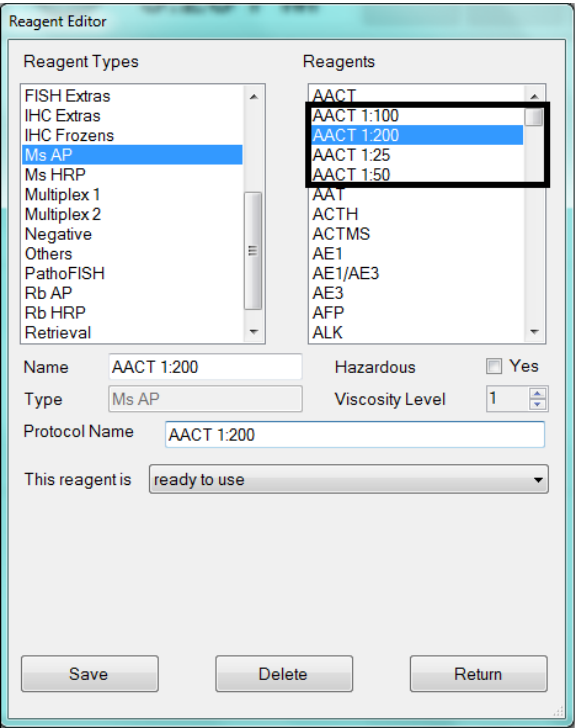 Reagent Editor
Reagent Types
FISH Extras
IHC Extras
IHC Frozens
Ms AP
Ms HRP
Multiplex 1
Multiplex 2
Negative
Others
PathoFISH
Rb AP
Rb HRP
Retrieval
Reagents
AACT
AACT 1:100
AACT 1:200
AACT 1:25
AACT 1:50
AAT
ACTH
ACTMS
AE1
AE1/AE3
AE3
AFP
ALK
Name AACT 1:200 Hazardous Yes
Type Ms AP Viscosity Level 1
Protocol Name AACT 1:200
This reagent is ready to use
Save Delete Return